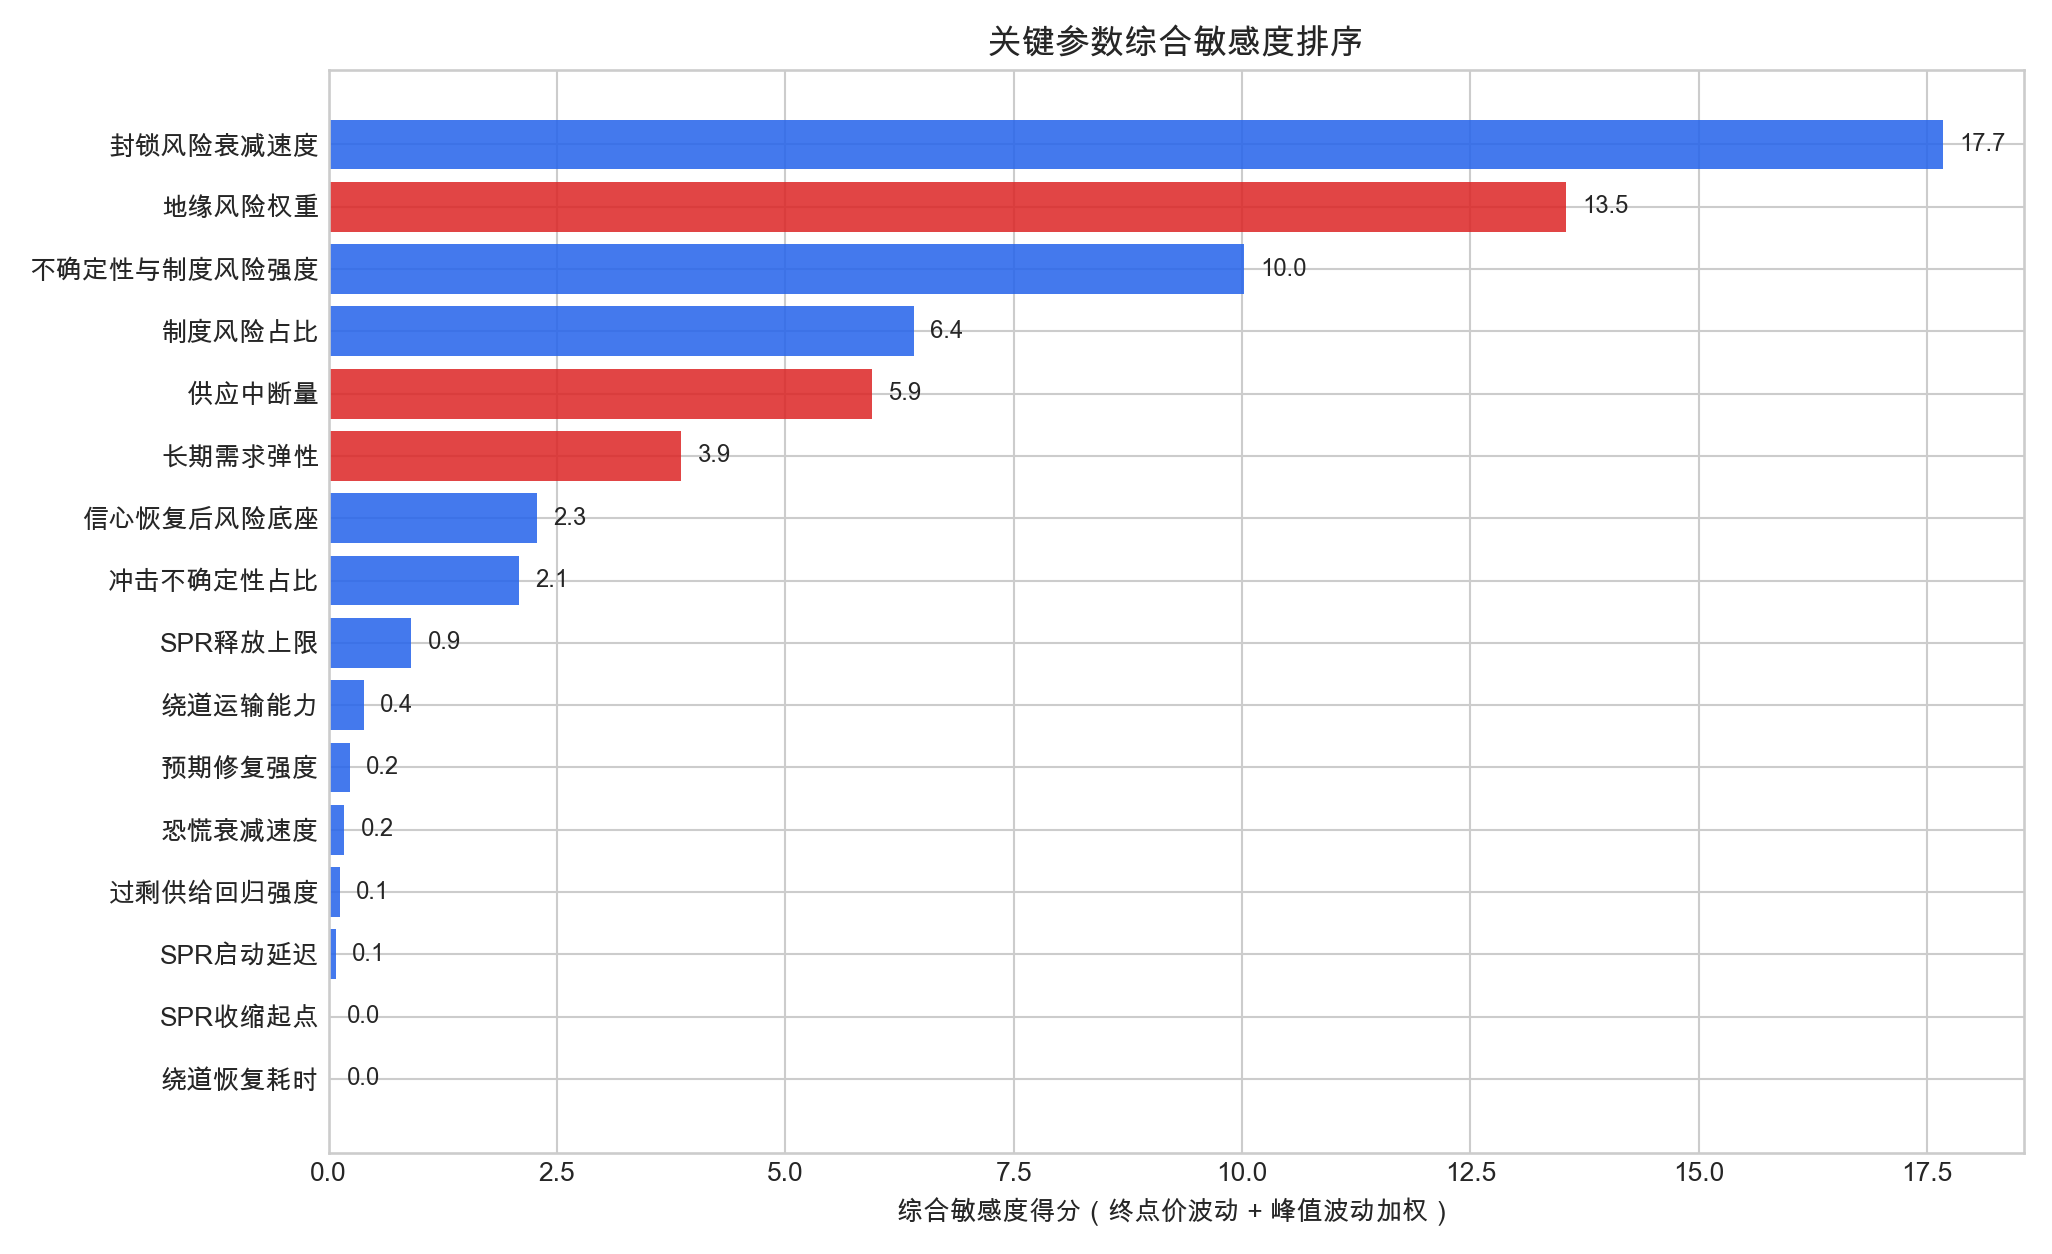 关键参数综合敏感度排序
封锁风险衰减速度 17.7
地缘风险权重 13.5
不确定性与制度风险强度 10.0
制度风险占比 6.4
供应中断量 5.9
长期需求弹性 3.9
信心恢复后风险底座 2.3
冲击不确定性占比 2.1
SPR释放上限 0.9
绕道运输能力 0.4
预期修复强度 0.2
恐慌衰减速度 0.2
过剩供给回归强度 0.1
SPR启动延迟 0.1
SPR收缩起点 0.0
绕道恢复耗时 0.0
0.0 2.5 5.0 7.5 10.0 12.5 15.0 17.5
综合敏感度得分（终点价波动 + 峰值波动加权）